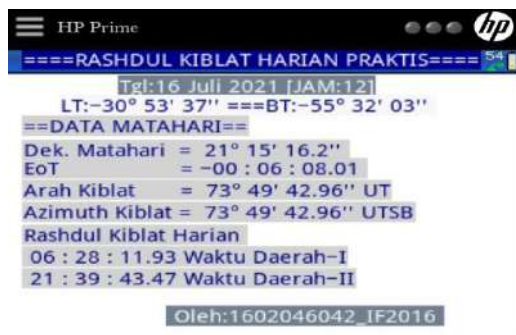 HP Prime
hp
====RASHDUL KIBLAT HARIAN PRAKTIS==== 54
Tgl:16 Juli 2021 [JAM:12]
LT:−30° 53' 37'' ===BT:−55° 32' 03''
==DATA MATAHARI==
Dek. Matahari = 21° 15' 16.2''
EoT = −00 : 06 : 08.01
Arah Kiblat = 73° 49' 42.96'' UT
Azimuth Kiblat = 73° 49' 42.96'' UTSB
Rashdul Kiblat Harian
06 : 28 : 11.93 Waktu Daerah−I
21 : 39 : 43.47 Waktu Daerah−II
Oleh:1602046042_IF2016